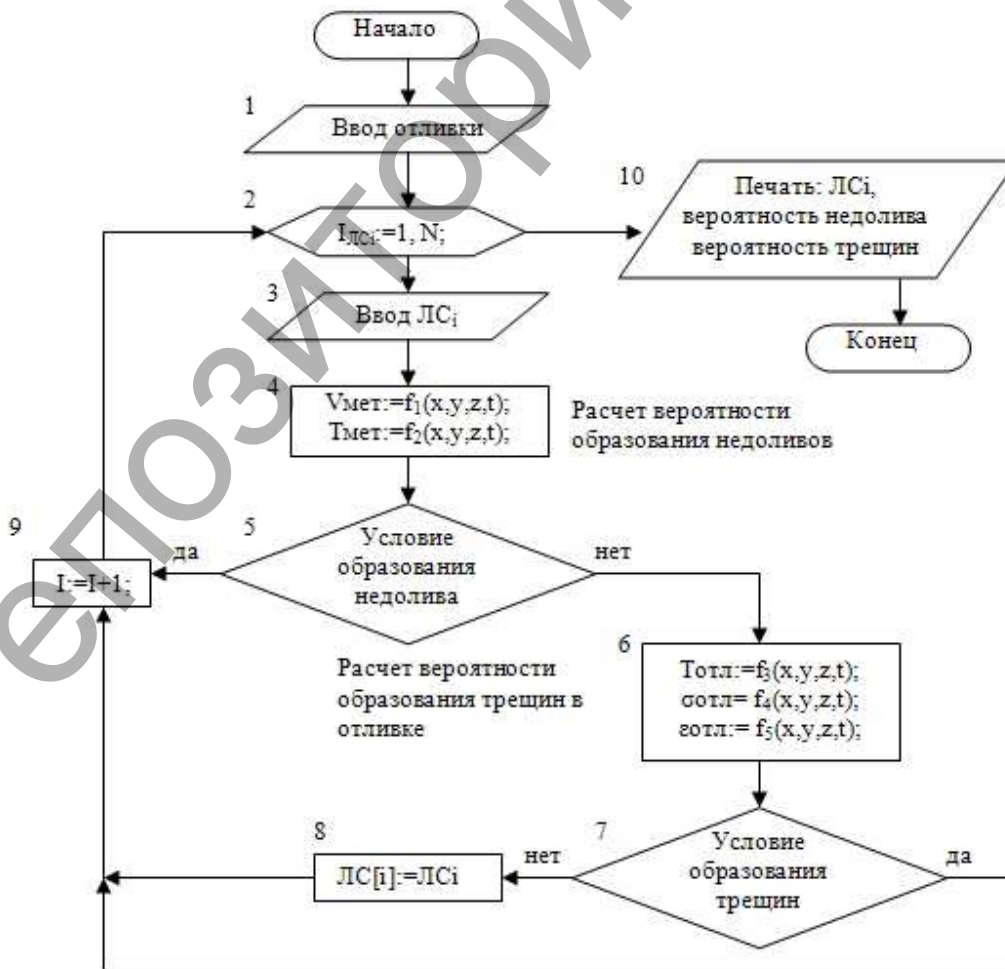 Начало
1
Ввод отливки
2
I ЛСi:=1, N;
10
Печать: ЛСi,
вероятность недолива
вероятность трещин
Конец
3
Ввод ЛСi
4
Vмет:=f1(x,y,z,t);
Tмет:=f2(x,y,z,t);
Расчет вероятности
образования недоливов
5
Условие
образования
недолива
да
нет
9
I:=I+1;
6
Tотл:=f3(x,y,z,t);
σотл= f4(x,y,z,t);
εотл:= f5(x,y,z,t);
Расчет вероятности
образования трещин в
отливке
7
Условие
образования
трещин
нет
да
8
ЛС[i]:=ЛСi
епозитори